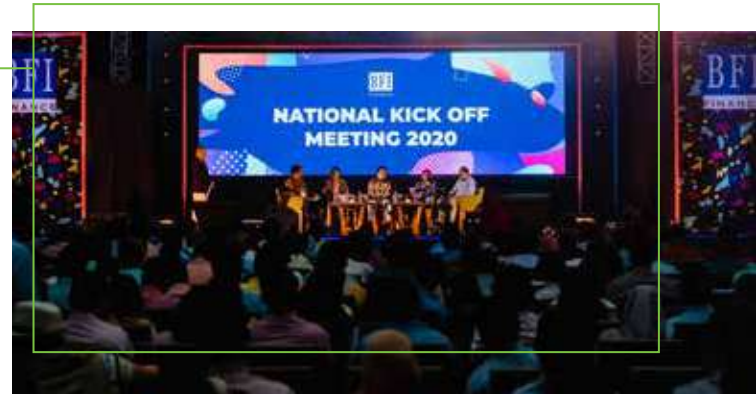 BFI
FINANCE
BFI
NATIONAL KICK OFF
MEETING 2020
BFI
FINANCE